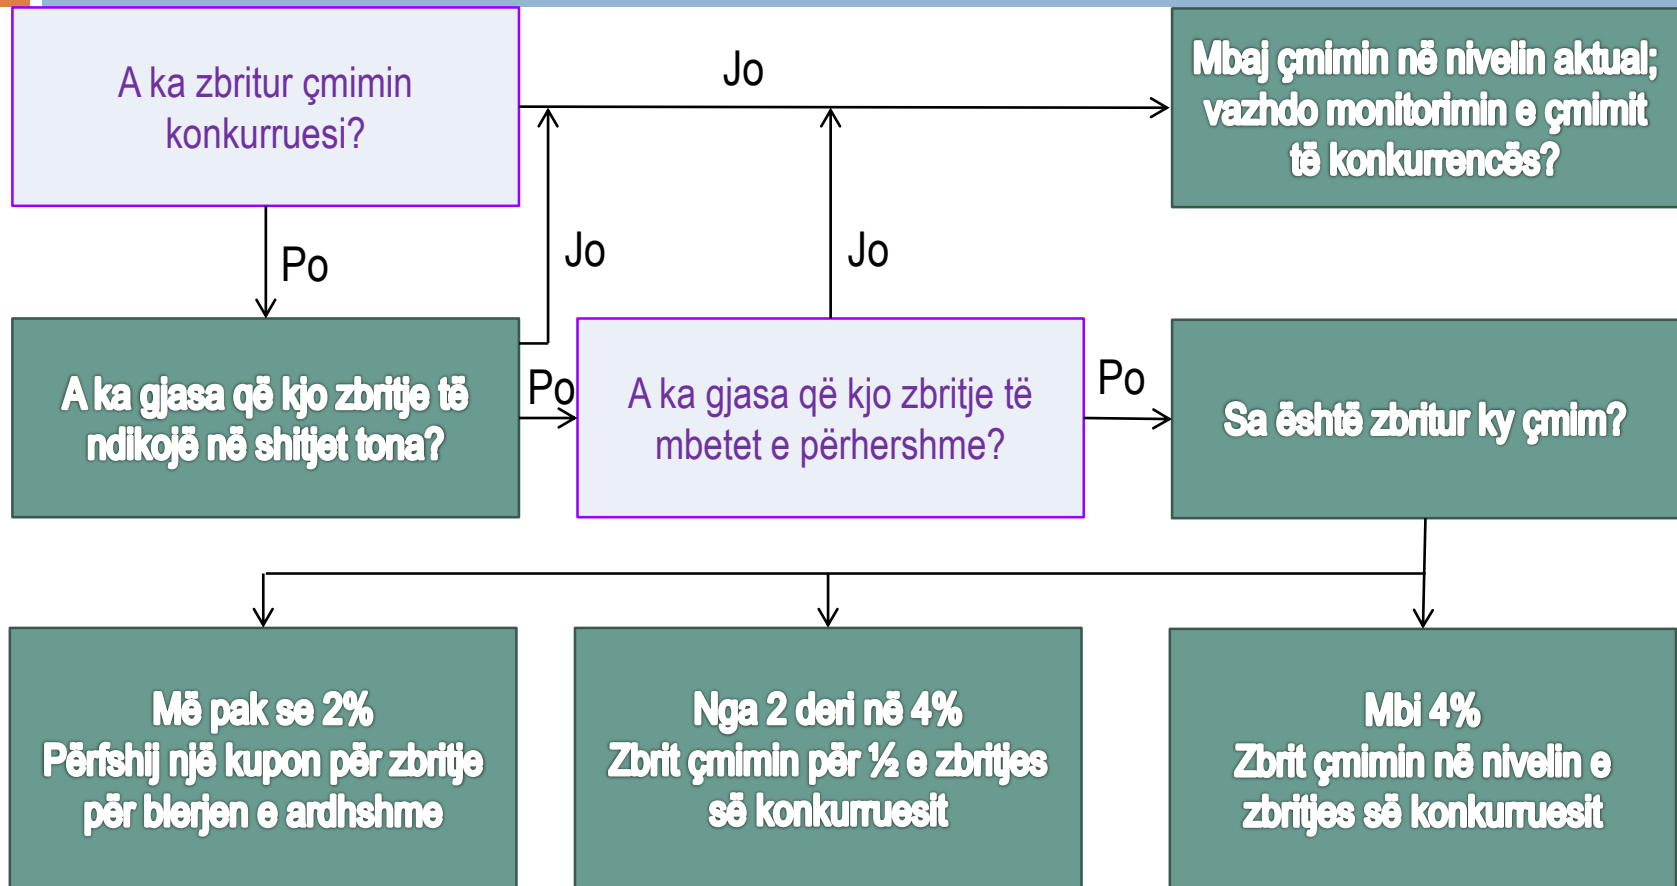 A ka zbritur çmimin
konkurruesi?
Jo
Mbaj çmimin në nivelin aktual;
vazhdo monitorimin e çmimit
të konkurrencës?
Po
Jo
Jo
A ka gjasa që kjo zbritje të
ndikojë në shitjet tona?
Po
A ka gjasa që kjo zbritje të
mbetet e përhershme?
Po
Sa është zbritur ky çmim?
Më pak se 2%
Përfshij një kupon për zbritje
për blerjen e ardhshme
Nga 2 deri në 4%
Zbrit çmimin për ½ e zbritjes
së konkurruesit
Mbi 4%
Zbrit çmimin në nivelin e
zbritjes së konkurruesit